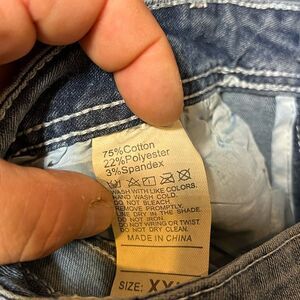 75%Cotton
22%Polyester
3%Spandex
WASH WITH LIKE COLORS.
HAND WASH COLD.
DO NOT BLEACH
REMOVE PROMPTLY.
LINE DRY IN THE SHADE.
DO NOT IRON
DO NOT WRING OR TWIST
DO NOT DRY CLEAN.
MADE IN CHINA
SIZE: